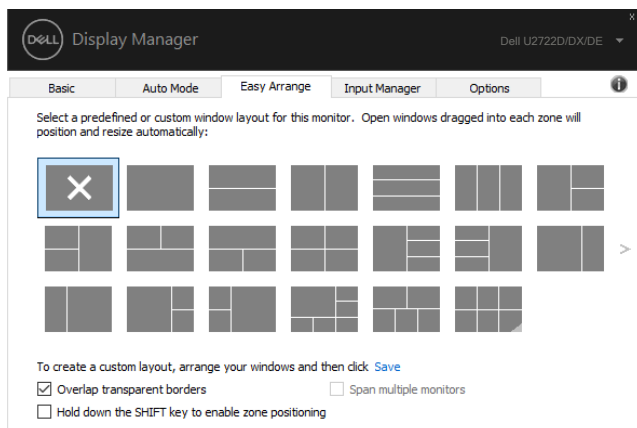 DELL Display Manager
Dell U2722D/DX/DE
Basic Auto Mode Easy Arrange Input Manager Options
Select a predefined or custom window layout for this monitor. Open windows dragged into each zone will
position and resize automatically:
To create a custom layout, arrange your windows and then click Save
Overlap transparent borders
Span multiple monitors
Hold down the SHIFT key to enable zone positioning